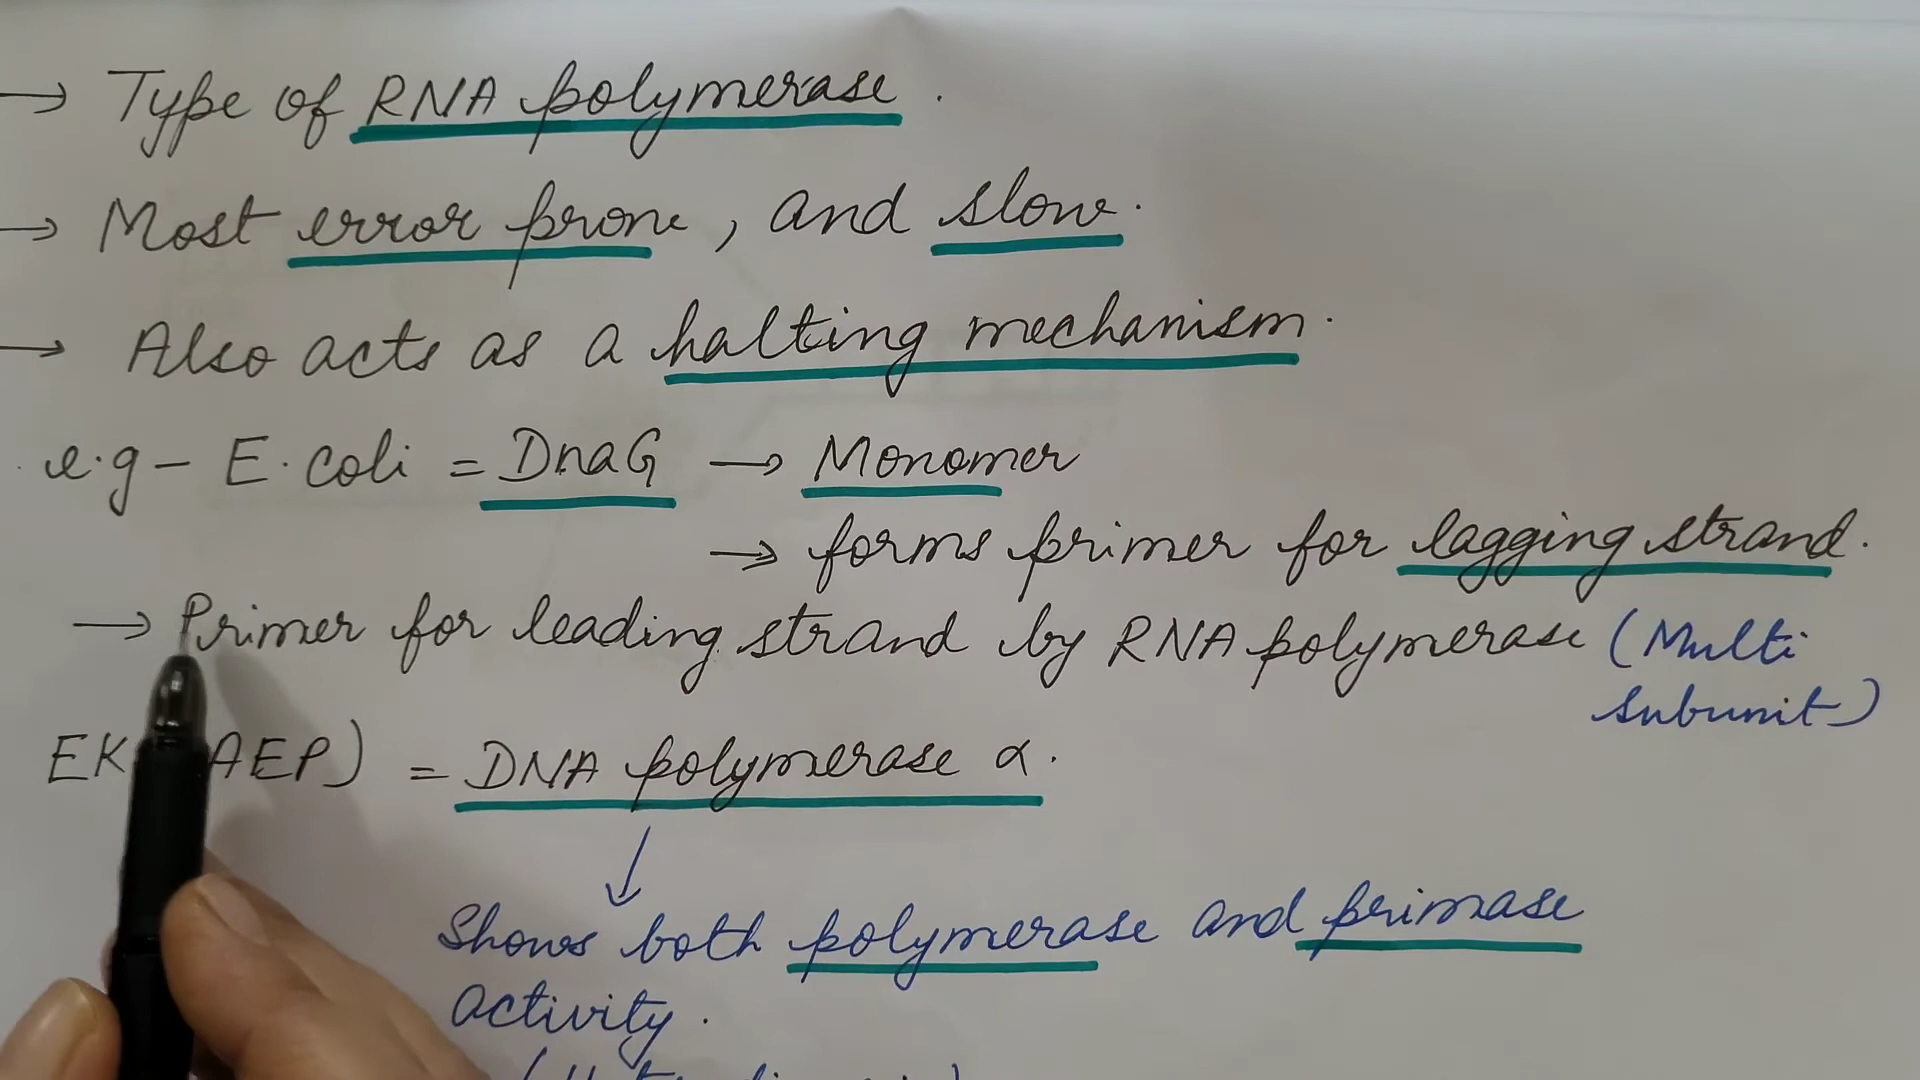 → Type of RNA polymerase.
→ Most error prone, and slow.
→ Also acts as a halting mechanism.
e.g - E. coli = DnaG → Monomer
→ forms primer for lagging strand.
→ Primer for leading strand by RNA polymerase (Multi
subunit)
EK AEP) = DNA polymerase α.
↓
Shows both polymerase and primase
activity.